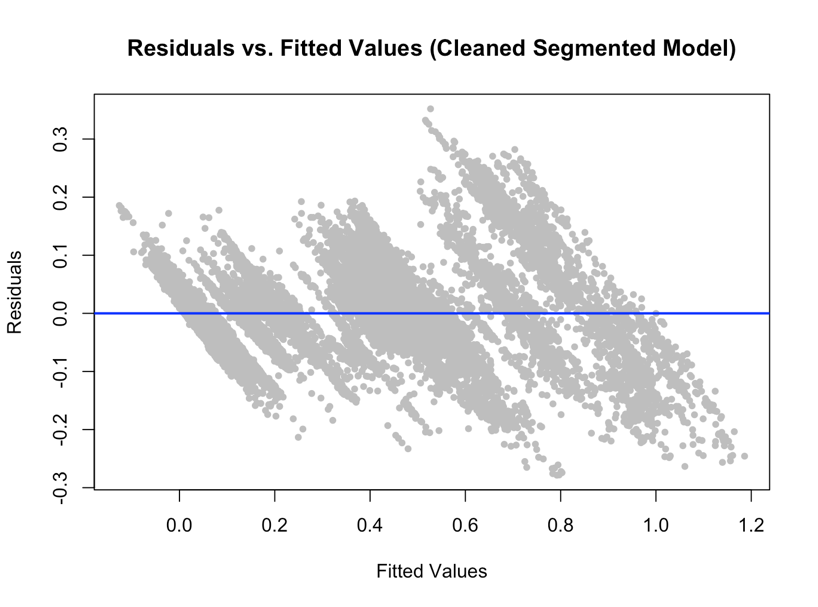 Residuals vs. Fitted Values (Cleaned Segmented Model)
Residuals
0.3
0.2
0.1
0.0
-0.1
-0.2
-0.3
0.0 0.2 0.4 0.6 0.8 1.0 1.2
Fitted Values